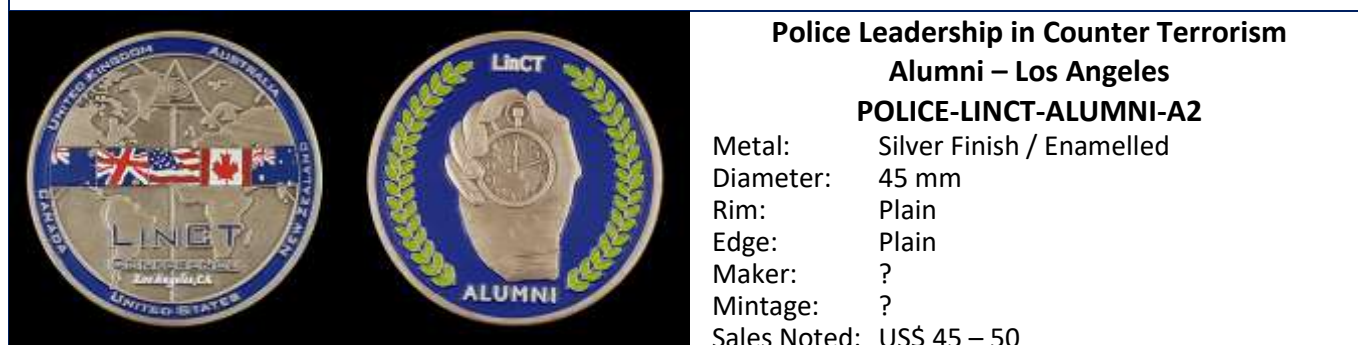 UNITED KINGDOM
AUSTRALIA
CANADA
NEW ZEALAND
LINCT
Los Angeles, CA
UNITED STATES
LinCT
ALUMNI
Police Leadership in Counter Terrorism
Alumni – Los Angeles
POLICE-LINCT-ALUMNI-A2
Metal: Silver Finish / Enamelled
Diameter: 45 mm
Rim: Plain
Edge: Plain
Maker: ?
Mintage: ?
Sales Noted: US$ 45 – 50